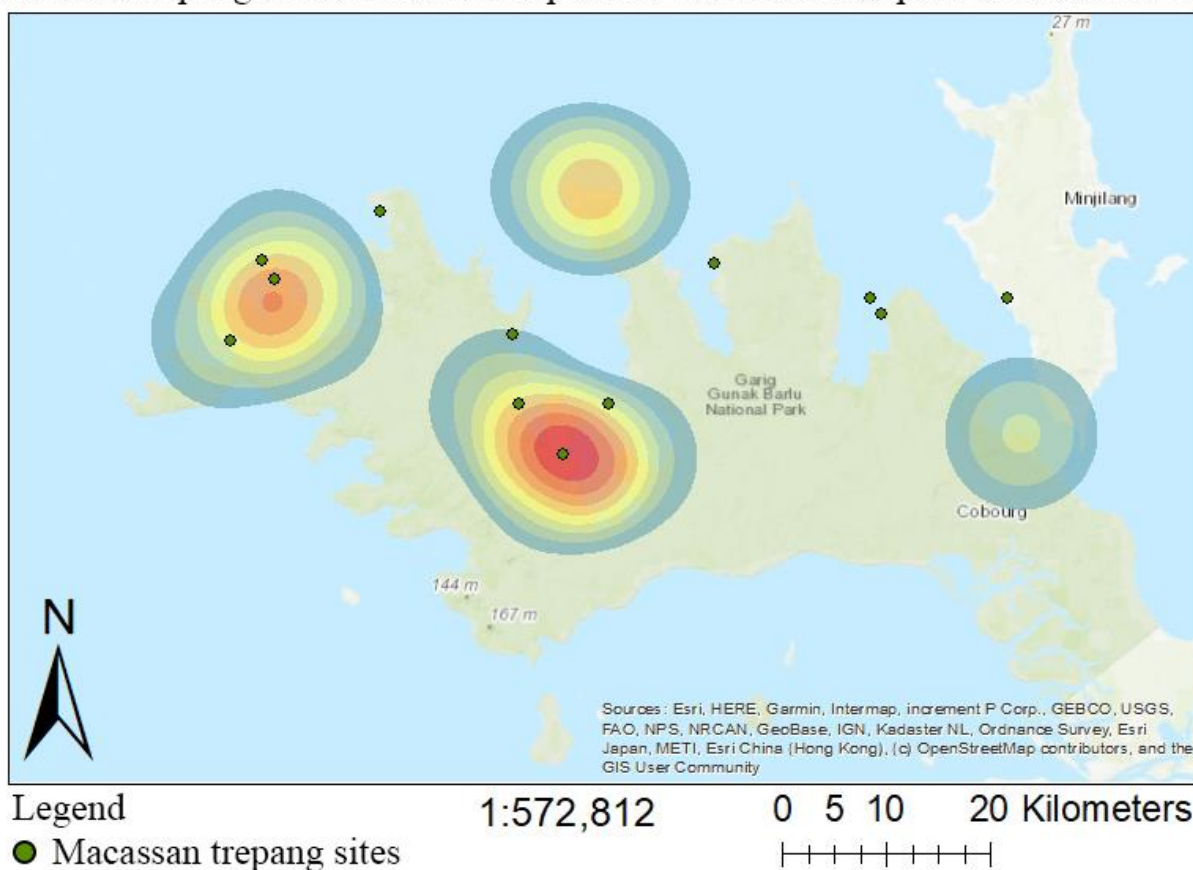 27 m
Minjilang
Garig
Gunak Barlu
National Park
Cobourg
144 m
167 m
N
Sources: Esri, HERE, Garmin, Intermap, increment P Corp., GEBCO, USGS,
FAO, NPS, NRCAN, GeoBase, IGN, Kadaster NL, Ordnance Survey, Esri
Japan, METI, Esri China (Hong Kong), (c) OpenStreetMap contributors, and the
GIS User Community
Legend
1:572,812
0 5 10 20 Kilometers
Macassan trepang sites